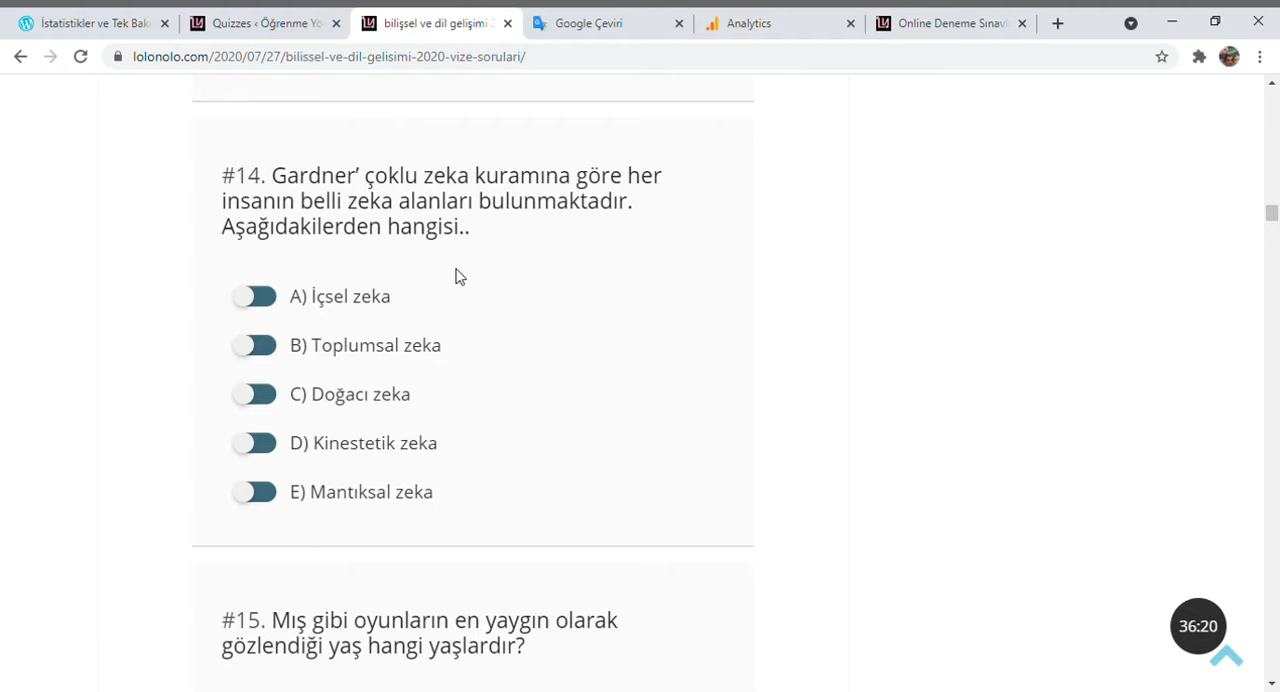 İstatistikler ve Tek Bak
Quizzes ‹ Öğrenme Yö
bilişsel ve dil gelişimi 2
Google Çeviri
Analytics
Online Deneme Sınavla
lolonolo.com/2020/07/27/bilissel-ve-dil-gelisimi-2020-vize-sorulari/
#14. Gardner’ çoklu zeka kuramına göre her
insanın belli zeka alanları bulunmaktadır.
Aşağıdakilerden hangisi..
A) İçsel zeka
B) Toplumsal zeka
C) Doğacı zeka
D) Kinestetik zeka
E) Mantıksal zeka
#15. Mış gibi oyunların en yaygın olarak
gözlendiği yaş hangi yaşlardır?
36:20